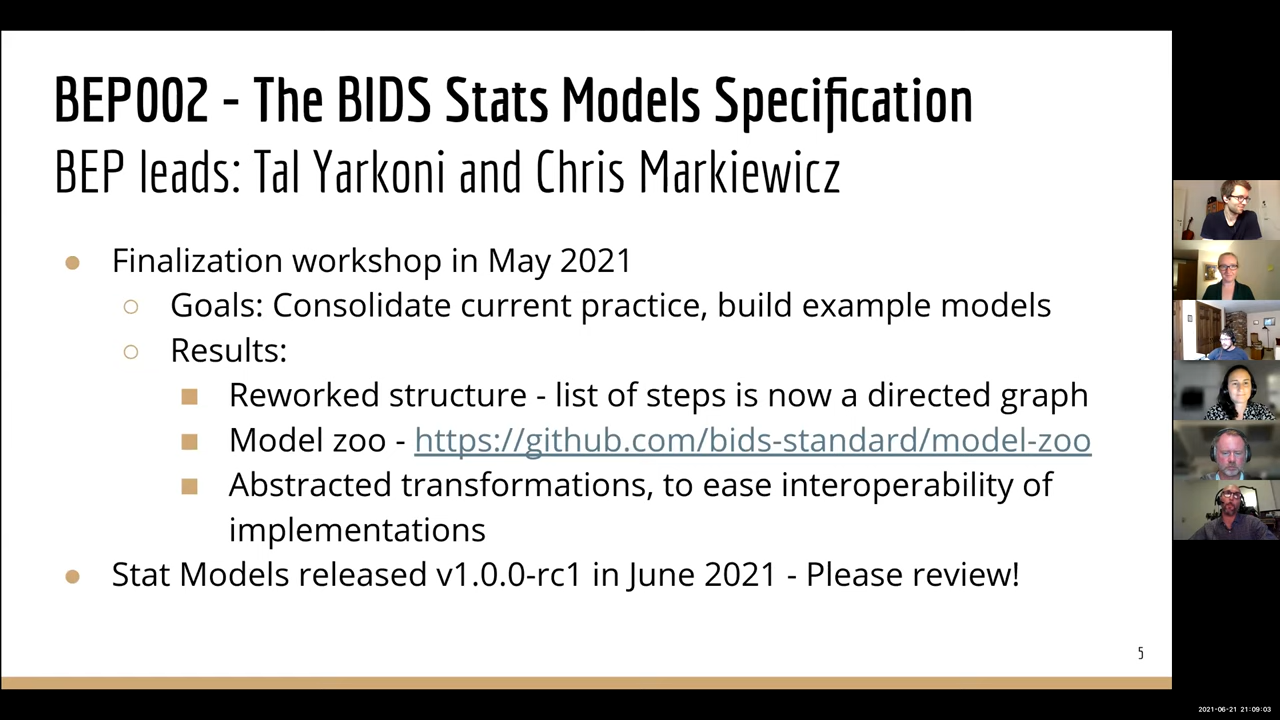 BEP002 - The BIDS Stats Models Specification
BEP leads: Tal Yarkoni and Chris Markiewicz
Finalization workshop in May 2021
Goals: Consolidate current practice, build example models
Results:
Reworked structure - list of steps is now a directed graph
Model zoo - https://github.com/bids-standard/model-zoo
Abstracted transformations, to ease interoperability of
implementations
Stat Models released v1.0.0-rc1 in June 2021 - Please review!
5
2021-06-21 21:09:03